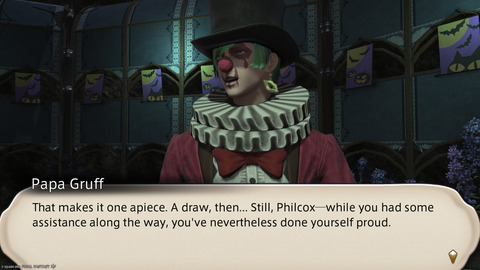 Papa Gruff
That makes it one apiece. A draw, then... Still, Philcox—while you had some
assistance along the way, you've nevertheless done yourself proud.